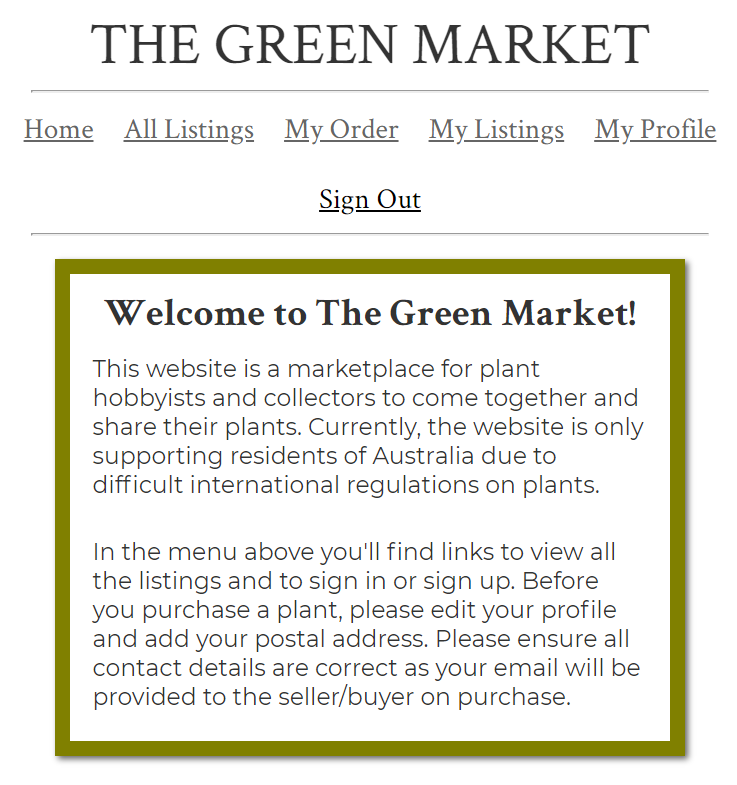 THE GREEN MARKET
Home All Listings My Order My Listings My Profile
Sign Out
Welcome to The Green Market!
This website is a marketplace for plant
hobbyists and collectors to come together and
share their plants. Currently, the website is only
supporting residents of Australia due to
difficult international regulations on plants.
In the menu above you'll find links to view all
the listings and to sign in or sign up. Before
you purchase a plant, please edit your profile
and add your postal address. Please ensure all
contact details are correct as your email will be
provided to the seller/buyer on purchase.